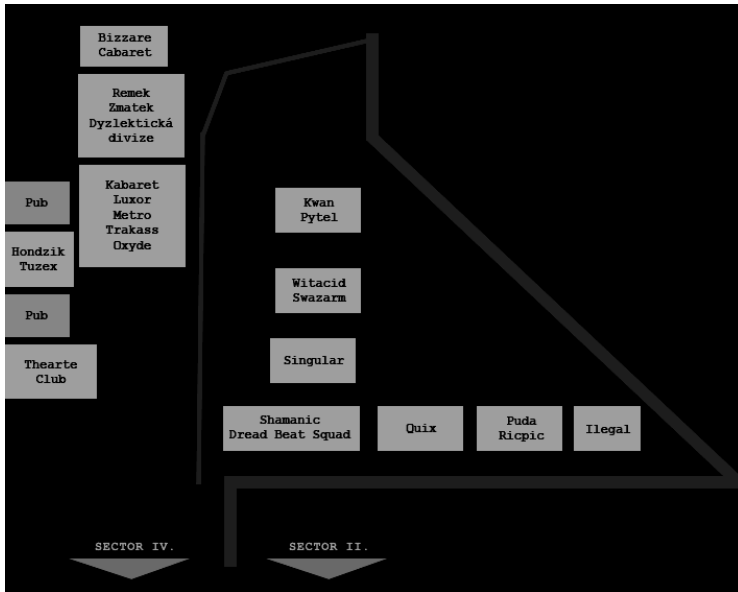 Bizzare
Cabaret
Remek
Zmatek
Dyzlektická
divize
Kabaret
Luxor
Metro
Trakass
Oxyde
Pub
Hondzik
Tuzex
Pub
Thearte
Club
Kwan
Pytel
Witacid
Swazarm
Singular
Shamanic
Dread Beat Squad
Quix
Puda
Ricpic
Ilegal
SECTOR IV.
SECTOR II.